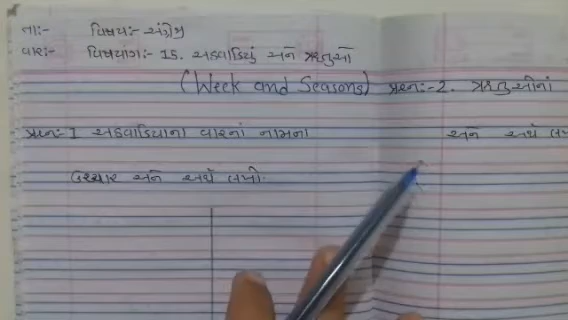 તા:- વિષય:- અંગ્રેજી
વાર:- વિષયાંગ:- 15. અઠવાડિયું અને ઋતુઓ
(Week and Seasons)
પ્રશ્ન:-1 અઠવાડિયાના વારનાં નામના
ઉચ્ચાર અને અર્થ લખો.
પ્રશ્ન:-2. ઋતુઓનાં
અને અર્થ